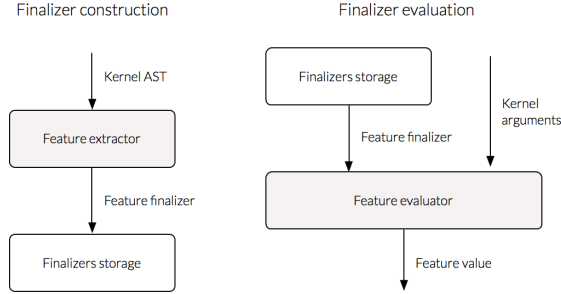 Finalizer construction
Kernel AST
Feature extractor
Feature finalizer
Finalizers storage
Finalizer evaluation
Finalizers storage
Kernel
arguments
Feature finalizer
Feature evaluator
Feature value